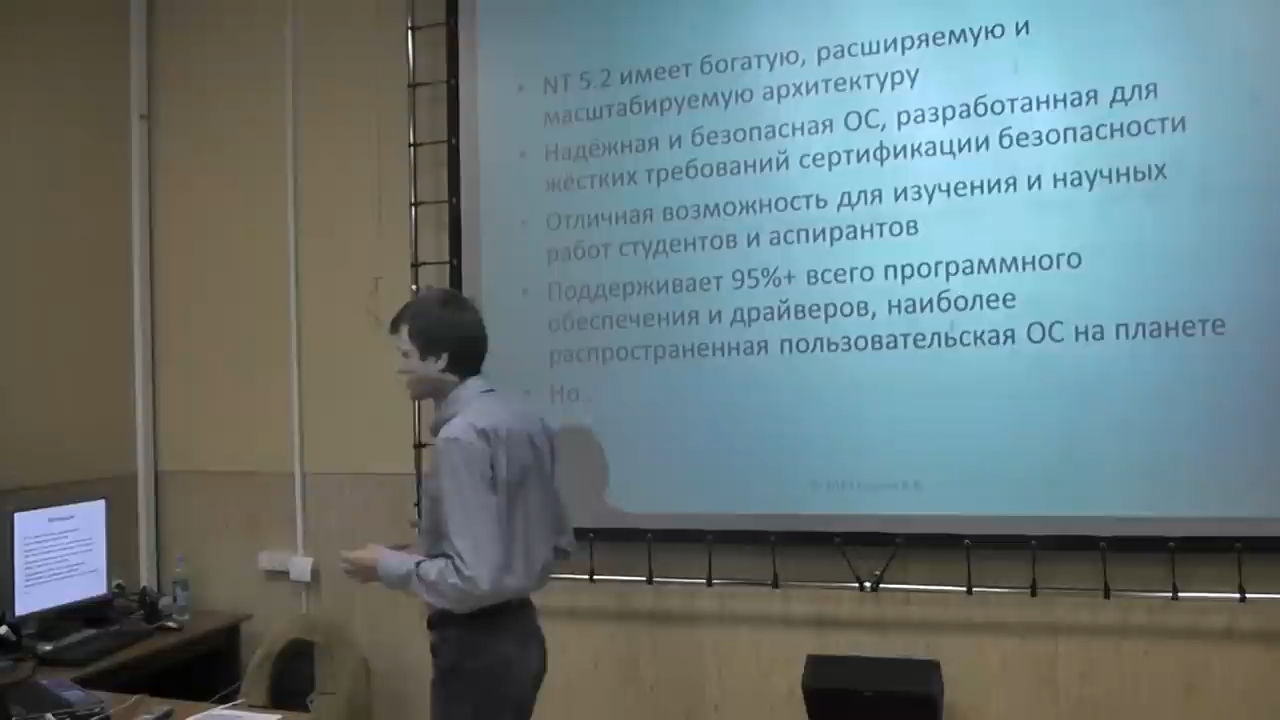 • NT 5.2 имеет богатую, расширяемую и
масштабируемую архитектуру
• Надёжная и безопасная ОС, разработанная для
жёстких требований сертификации безопасности
• Отличная возможность для изучения и научных
работ студентов и аспирантов
• Поддерживает 95%+ всего программного
обеспечения и драйверов, наиболее
распространенная пользовательская ОС на планете
• Но..